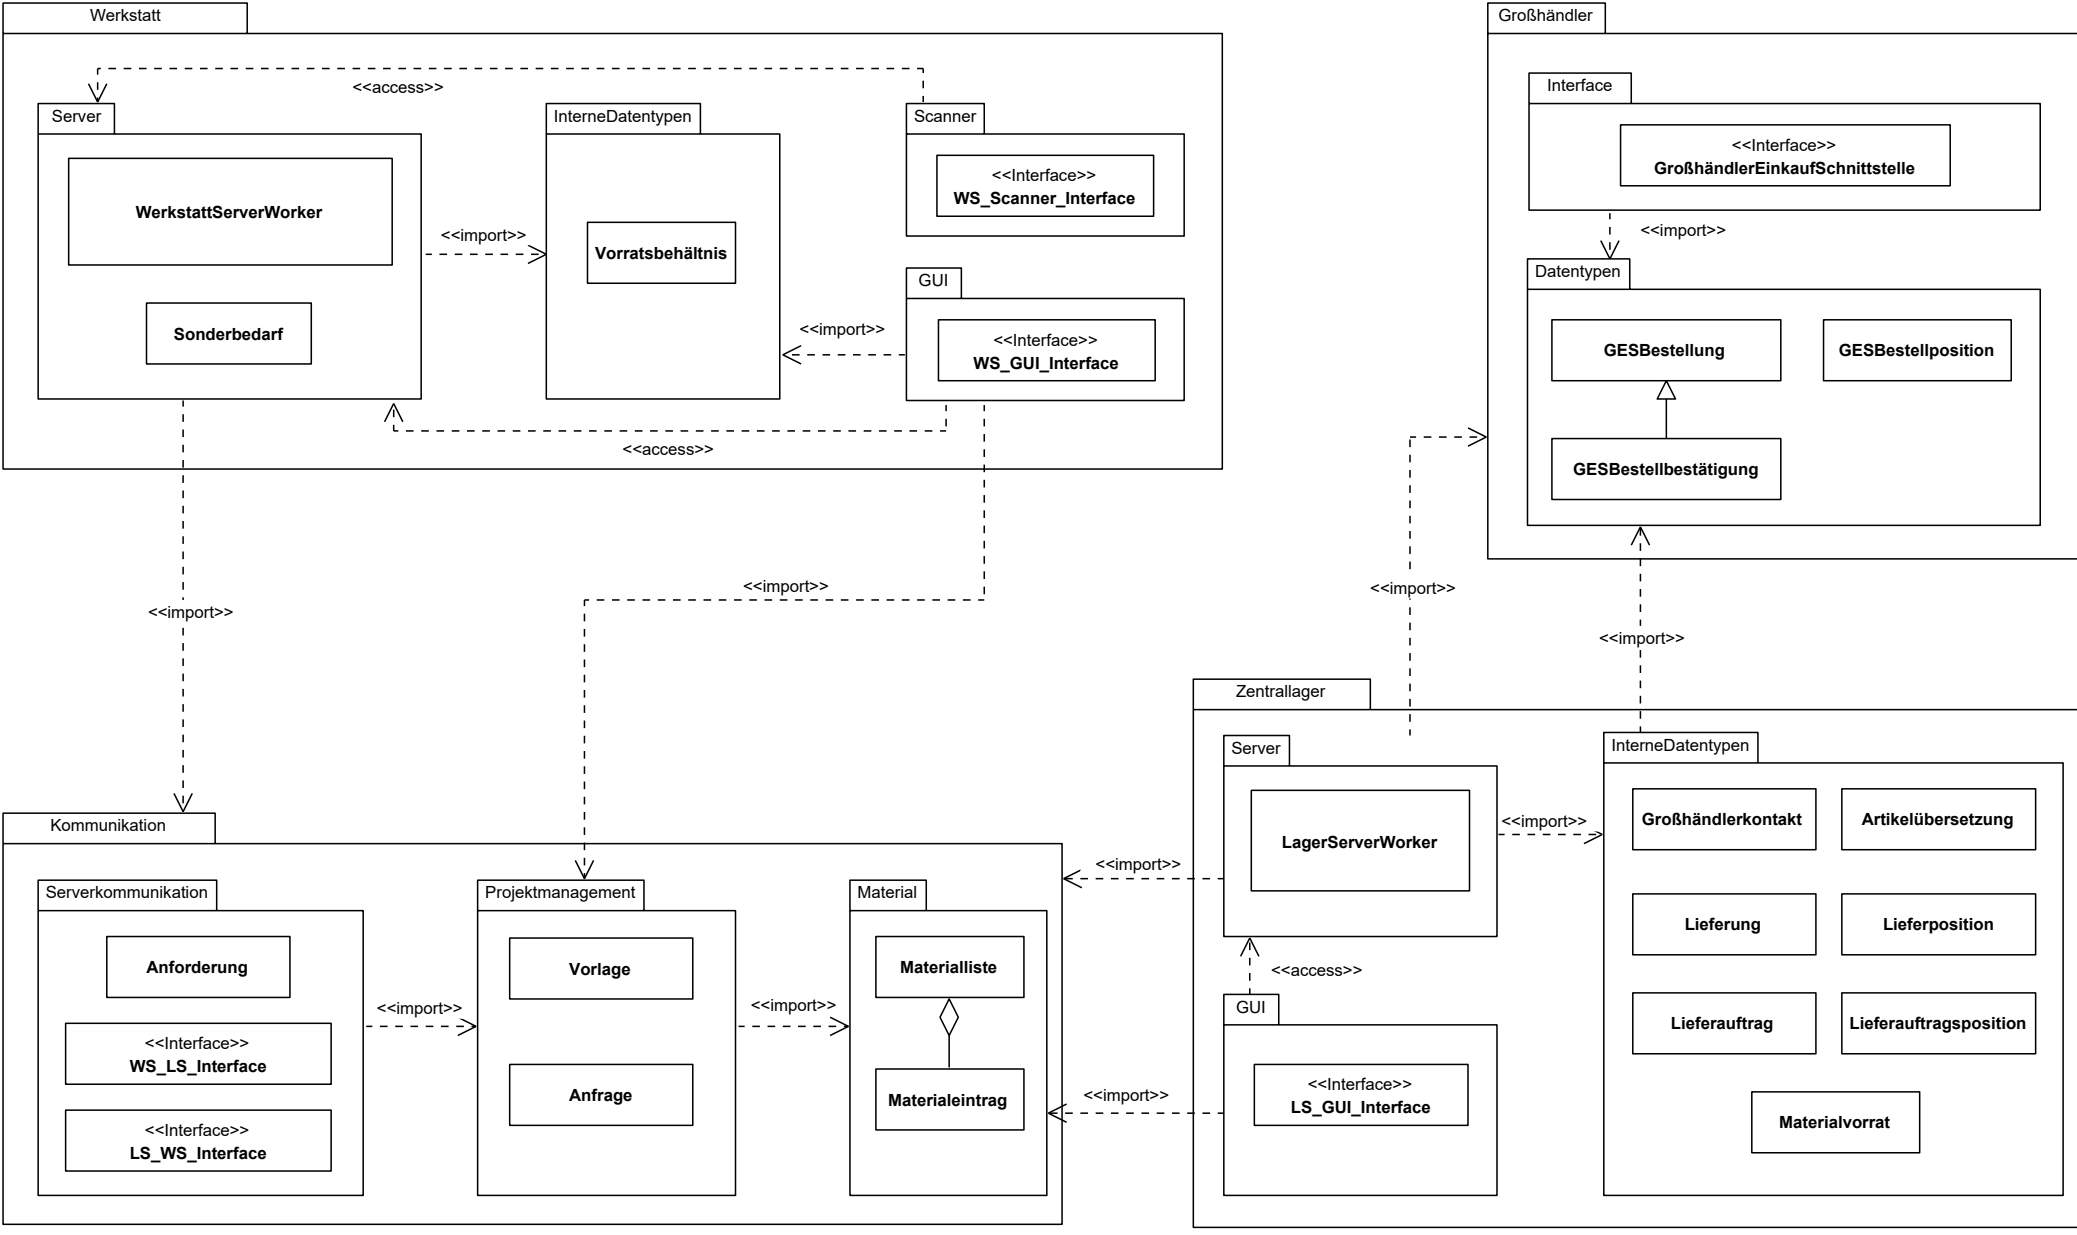 Werkstatt
<<access>>
Server
WerkstattServerWorker
Sonderbedarf
<<import>>
InterneDatentypen
Vorratsbehältnis
Scanner
<<Interface>>
WS_Scanner_Interface
GUI
<<Interface>>
WS_GUI_Interface
<<import>>
<<access>>
Großhändler
Interface
<<Interface>>
GroßhändlerEinkaufSchnittstelle
<<import>>
Datentypen
GESBestellung
GESBestellposition
GESBestellbestätigung
<<import>>
<<import>>
<<import>>
<<import>>
Kommunikation
Serverkommunikation
Anforderung
<<Interface>>
WS_LS_Interface
<<Interface>>
LS_WS_Interface
<<import>>
Projektmanagement
Vorlage
Anfrage
<<import>>
Material
Materialliste
Materialeintrag
<<import>>
<<import>>
Zentrallager
Server
LagerServerWorker
<<access>>
GUI
<<Interface>>
LS_GUI_Interface
<<import>>
InterneDatentypen
Großhändlerkontakt
Artikelübersetzung
Lieferung
Lieferposition
Lieferauftrag
Lieferauftragsposition
Materialvorrat